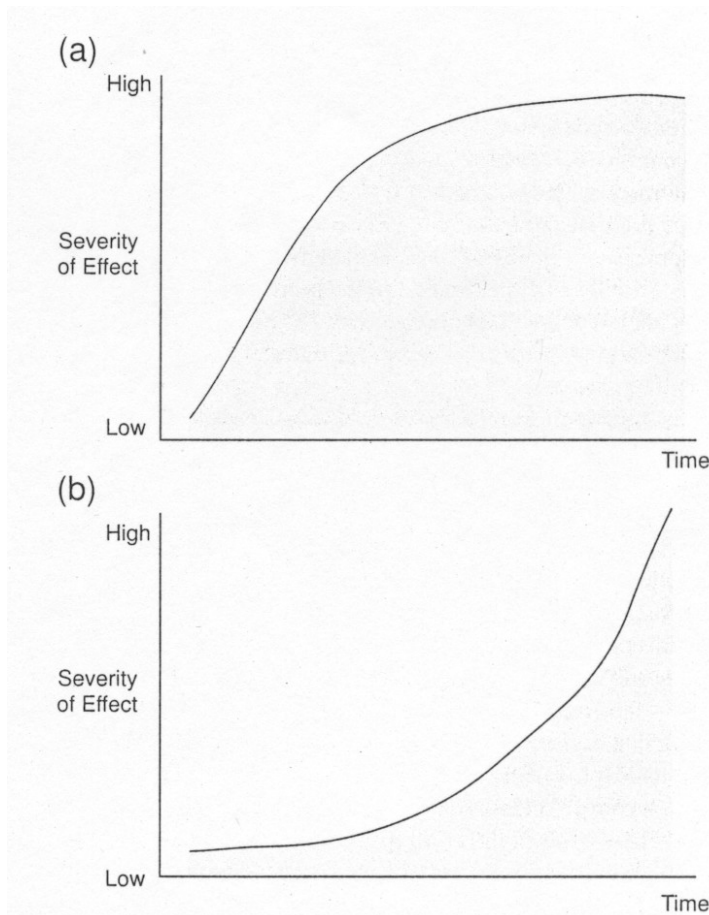 (a)
High
Severity
of Effect
Low
Time
(b)
High
Severity
of Effect
Low
Time